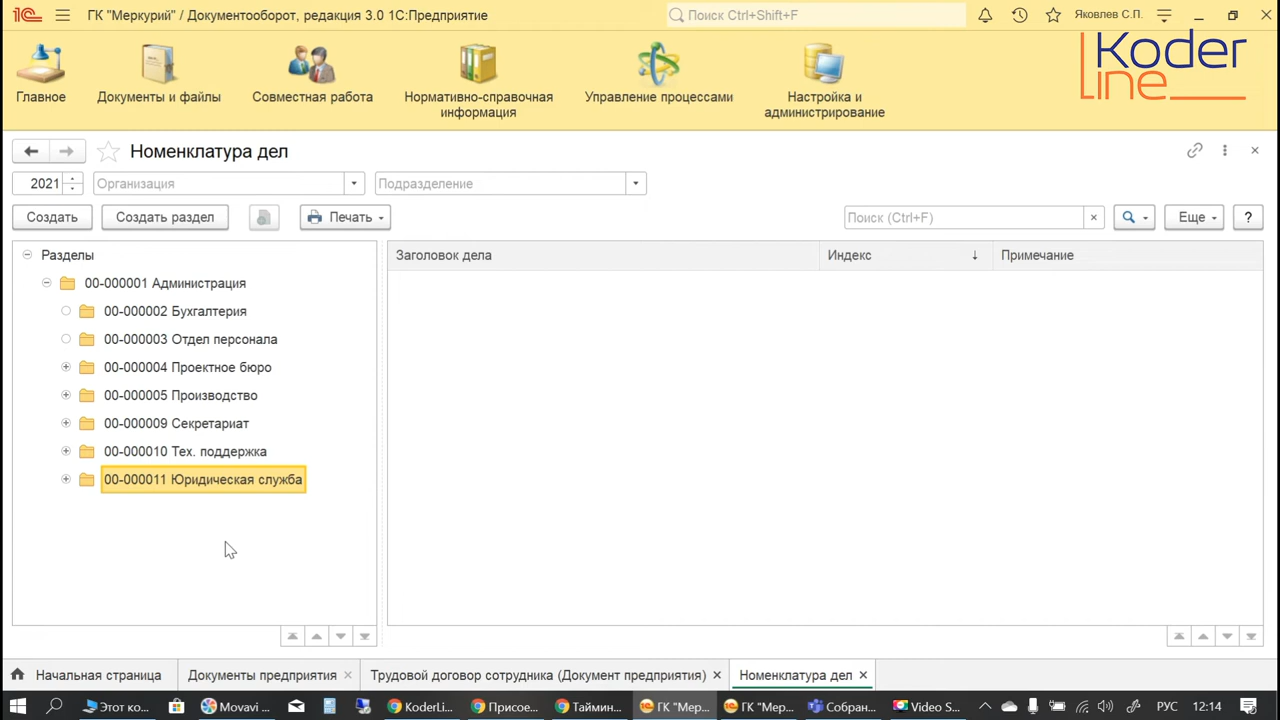 ГК "Меркурий" / Документооборот, редакция 3.0 1С:Предприятие
Поиск Ctrl+Shift+F
Яковлев С.П.
Главное
Документы и файлы
Совместная работа
Нормативно-справочная информация
Управление процессами
Настройка и администрирование
Koder
line
Номенклатура дел
2021
Организация
Подразделение
Создать
Создать раздел
Печать
Поиск (Ctrl+F)
Еще
?
Разделы
Заголовок дела
Индекс
Примечание
00-000001 Администрация
00-000002 Бухгалтерия
00-000003 Отдел персонала
00-000004 Проектное бюро
00-000005 Производство
00-000009 Секретариат
00-000010 Тех. поддержка
00-000011 Юридическая служба
Начальная страница
Документы предприятия
Трудовой договор сотрудника (Документ предприятия)
Номенклатура дел
Этот ко...
Movavi ...
KoderLi...
Присое...
Таймин...
ГК "Мер...
ГК "Мер...
Собран...
Video S...
РУС
12:14